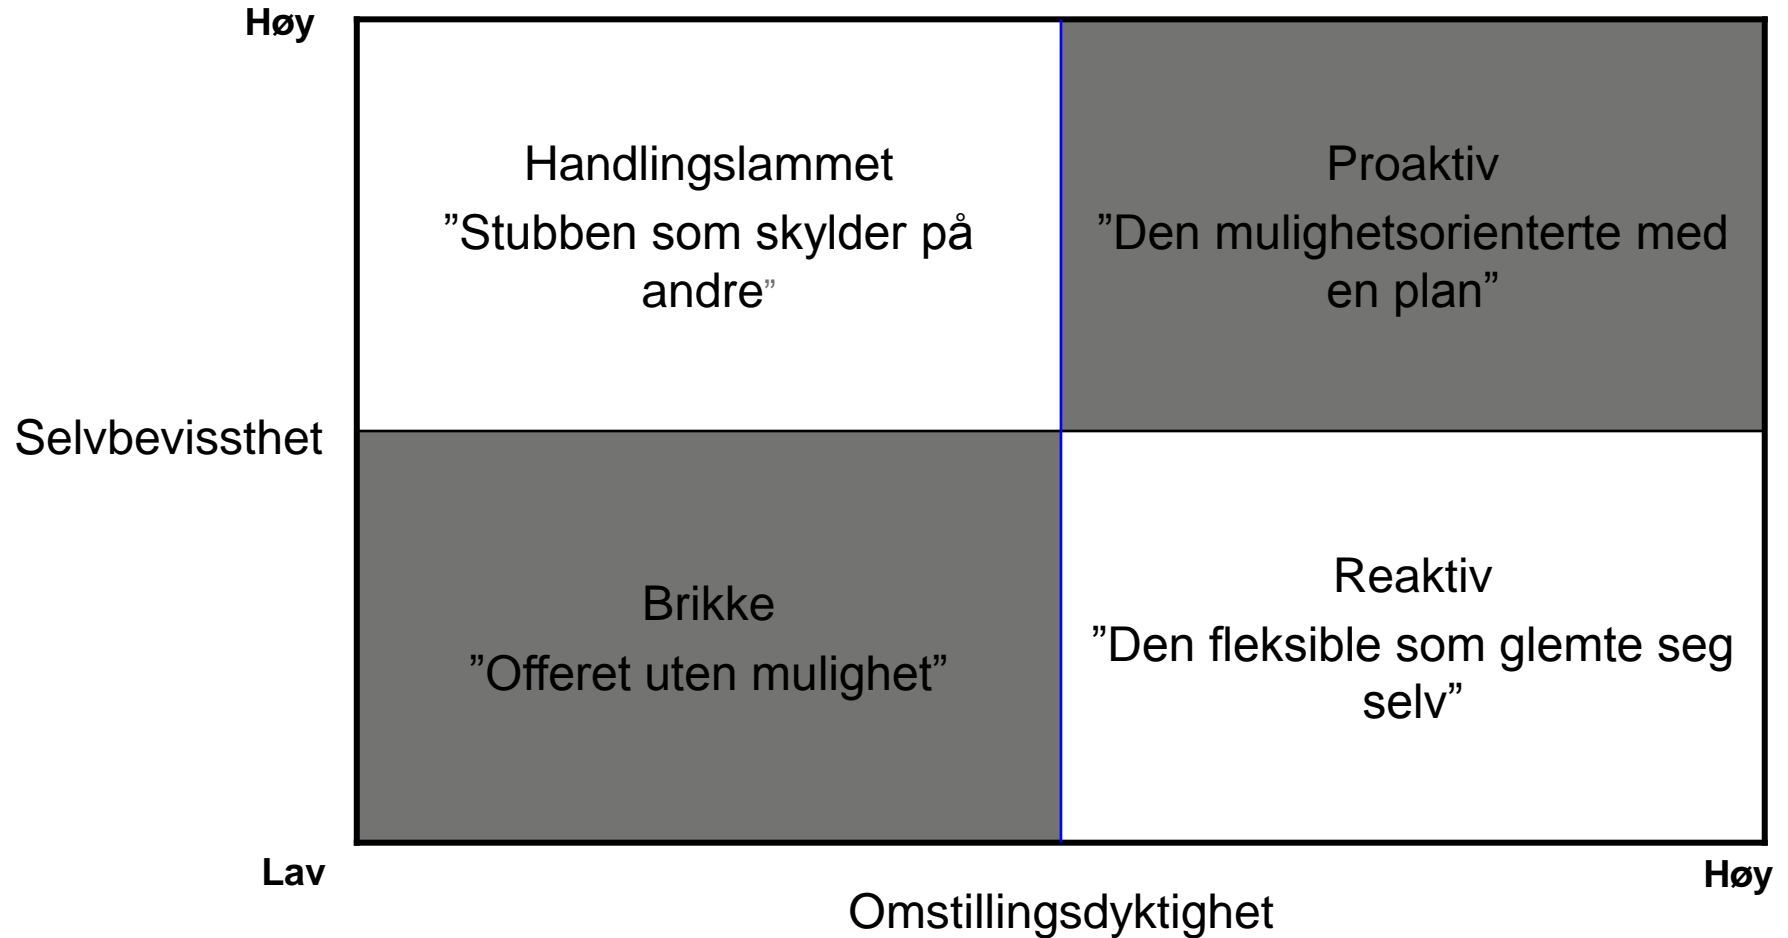 Høy
Handlingslammet
”Stubben som skylder på
andre”
Proaktiv
”Den mulighetsorienterte med
en plan”
Selvbevissthet
Brikke
”Offeret uten mulighet”
Reaktiv
”Den fleksible som glemte seg
selv”
Lav
Høy
Omstillingsdyktighet